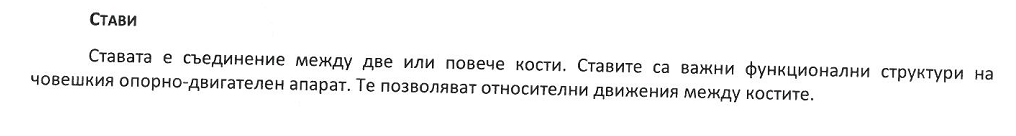 СТАВИ
Ставата е съединение между две или повече кости. Ставите са важни функционални структури на
човешкия опорно-двигателен апарат. Те позволяват относителни движения между костите.